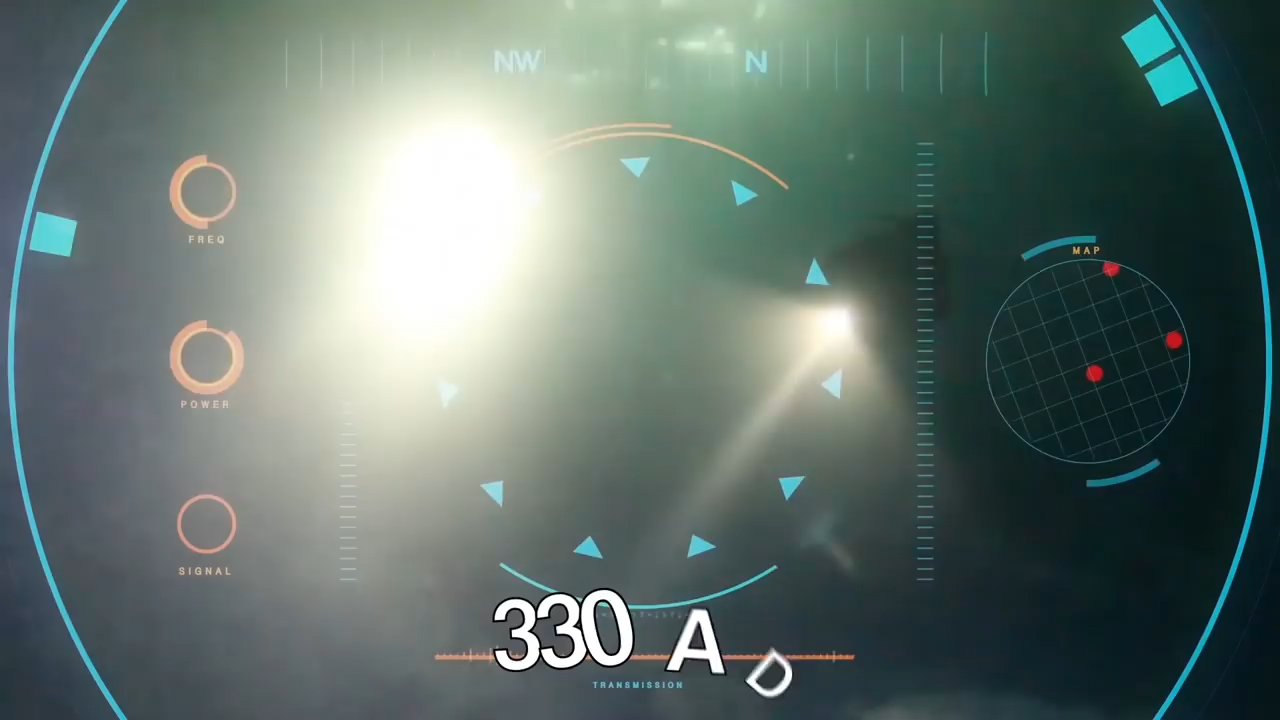 NW N
FREQ
MAP
POWER
SIGNAL
330 A D
TRANSMISSION